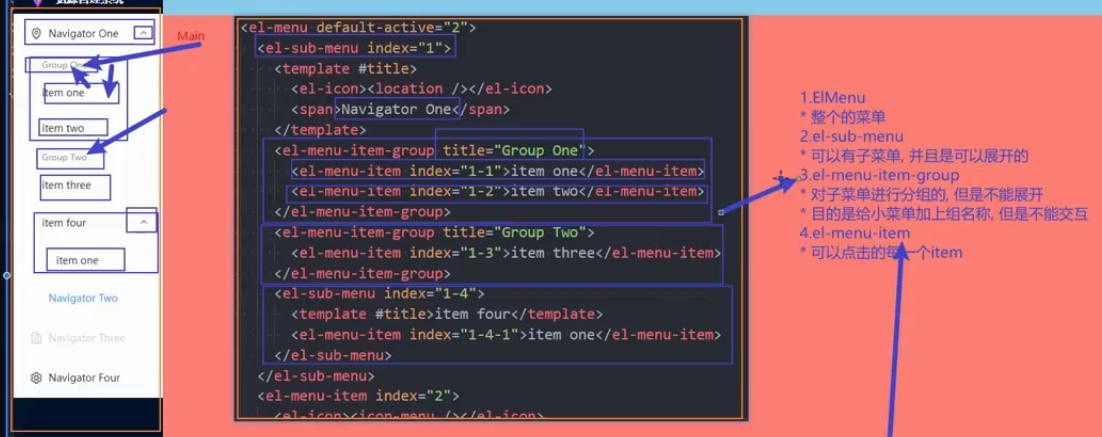 Navigator One
Group One
item one
item two
Group Two
item three
item four
item one
Navigator Two
Navigator Three
Navigator Four
Main
<el-menu default-active="2">
<el-sub-menu index="1">
<template #title>
<el-icon><location /></el-icon>
<span>Navigator One</span>
</template>
<el-menu-item-group title="Group One">
<el-menu-item index="1-1">item one</el-menu-item>
<el-menu-item index="1-2">item two</el-menu-item>
</el-menu-item-group>
<el-menu-item-group title="Group Two">
<el-menu-item index="1-3">item three</el-menu-item>
</el-menu-item-group>
<el-sub-menu index="1-4">
<template #title>item four</template>
<el-menu-item index="1-4-1">item one</el-menu-item>
</el-sub-menu>
</el-sub-menu>
<el-menu-item index="2">
<el-icon><icon-menu /></el-icon>
1.ElMenu
* 整个的菜单
2.el-sub-menu
* 可以有子菜单, 并且是可以展开的
3.el-menu-item-group
* 对子菜单进行分组的, 但是不能展开
* 目的是给小菜单加上组名称, 但是不能交互
4.el-menu-item
* 可以点击的每一个item